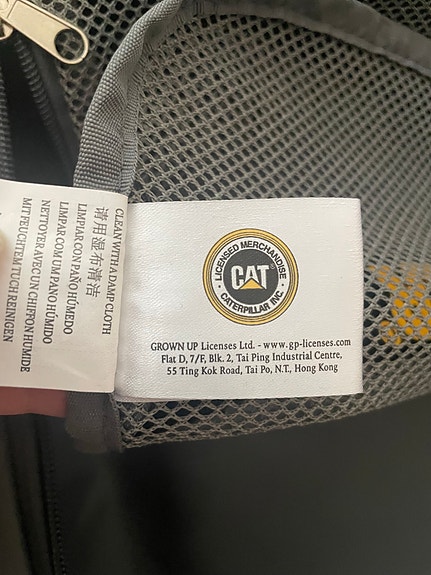 CLEAN WITH A DAMP CLOTH
请用湿布清洁
LIMPIAR CON PAÑO HÚMEDO
LIMPAR COM UM PANO HÚMIDO
NETTOYER AVEC UN CHIFFON HUMIDE
MIT FEUCHTEM TUCH REINIGEN
LICENSED MERCHANDISE
CAT®
CATERPILLAR INC.
GROWN UP Licenses Ltd. - www.gp-licenses.com
Flat D, 7/F, Blk. 2, Tai Ping Industrial Centre,
55 Ting Kok Road, Tai Po, N.T., Hong Kong